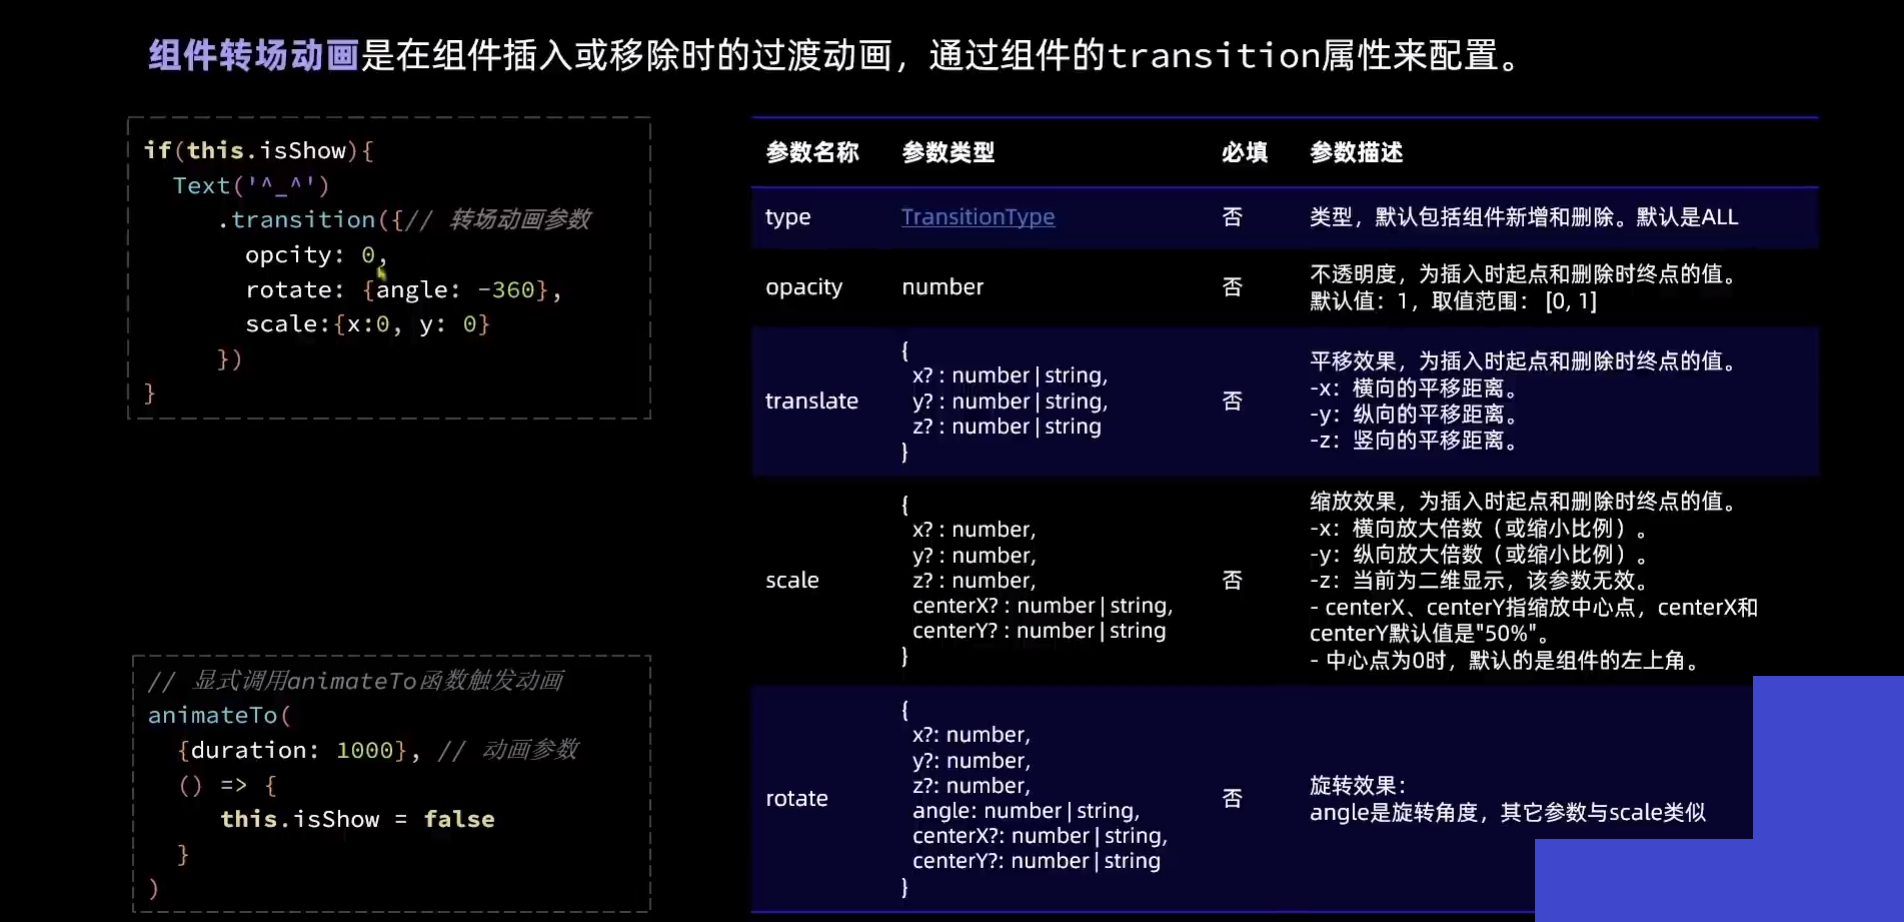 组件转场动画是在组件插入或移除时的过渡动画，通过组件的transition属性来配置。
if(this.isShow){
Text('^_^')
.transition({// 转场动画参数
opcity: 0,
rotate: {angle: -360},
scale:{x:0, y: 0}
})
}
// 显式调用animateTo函数触发动画
animateTo(
{duration: 1000}, // 动画参数
() => {
this.isShow = false
}
)
参数名称 参数类型 必填 参数描述
type TransitionType 否 类型，默认包括组件新增和删除。默认是ALL
opacity number 否 不透明度，为插入时起点和删除时终点的值。
默认值：1，取值范围： [0, 1]
translate
{
x? : number | string,
y? : number | string,
z? : number | string
}
否
平移效果，为插入时起点和删除时终点的值。
-x：横向的平移距离。
-y：纵向的平移距离。
-z：竖向的平移距离。
scale
{
x? : number,
y? : number,
z? : number,
centerX? : number | string,
centerY? : number | string
}
否
缩放效果，为插入时起点和删除时终点的值。
-x：横向放大倍数（或缩小比例）。
-y：纵向放大倍数（或缩小比例）。
-z：当前为二维显示，该参数无效。
- centerX、centerY指缩放中心点，centerX和
centerY默认值是"50%"。
- 中心点为0时，默认的是组件的左上角。
rotate
{
x?: number,
y?: number,
z?: number,
angle: number | string,
centerX?: number | string,
centerY?: number | string
}
否
旋转效果：
angle是旋转角度，其它参数与scale类似